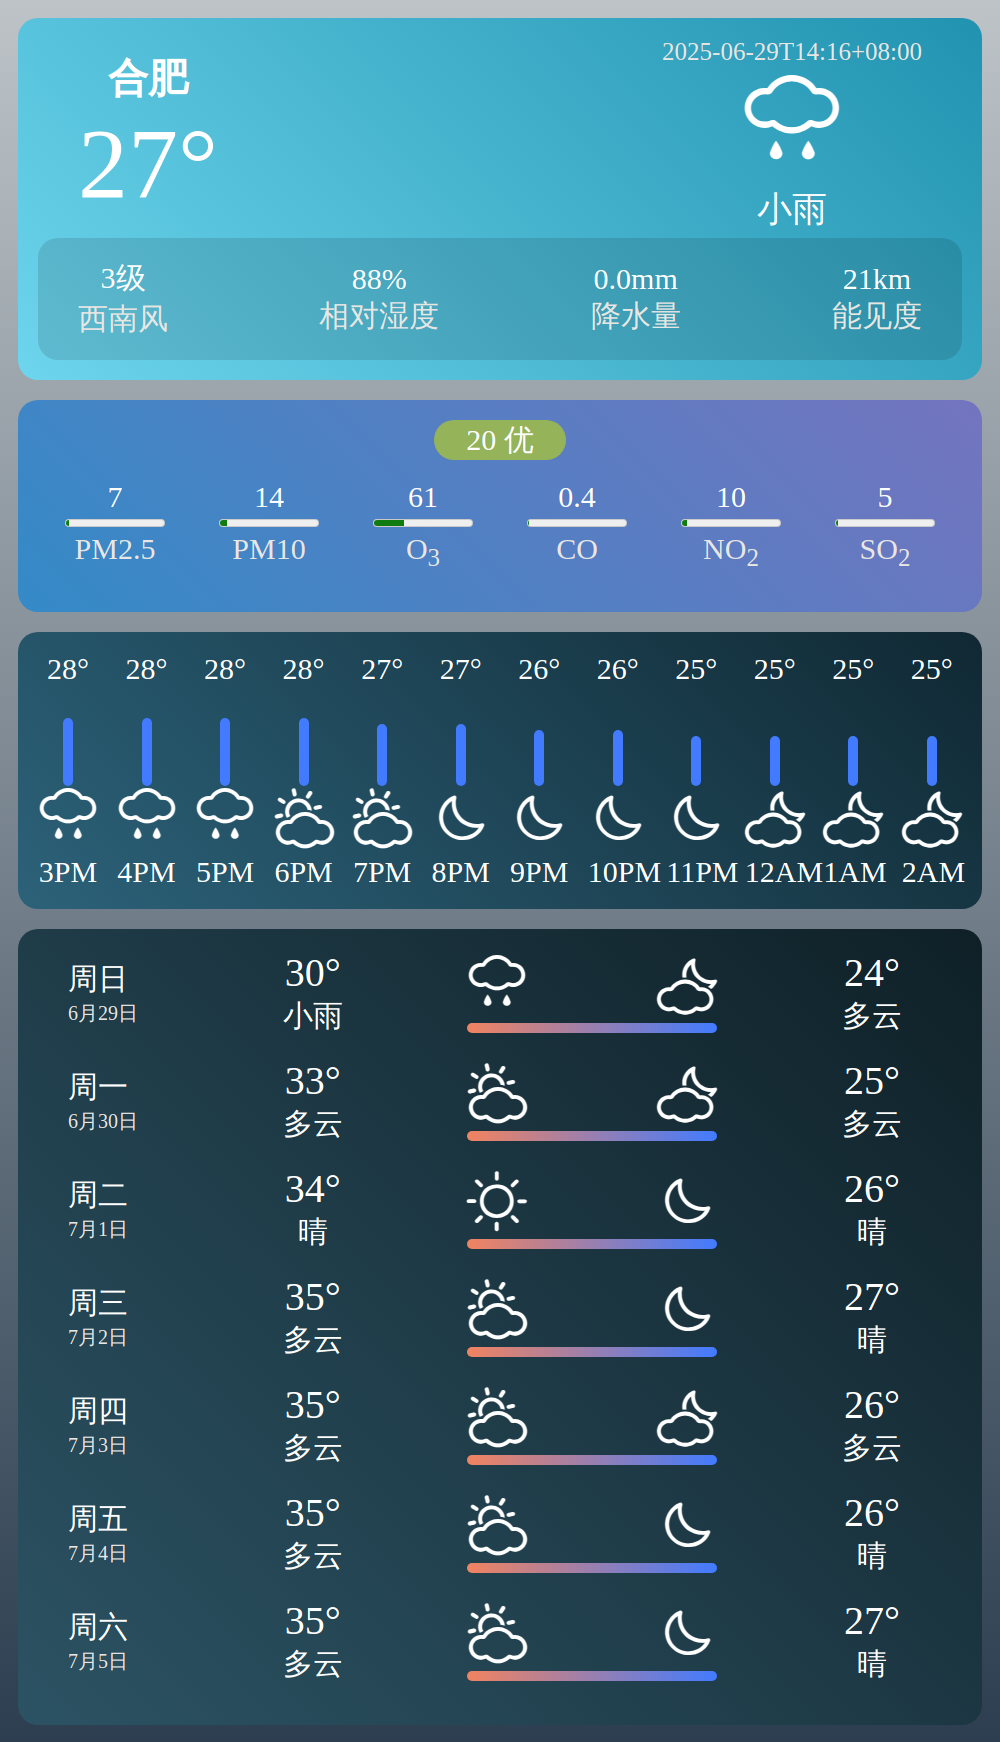 2025-06-29T14:16+08:00
合肥
27°
小雨
3级 88% 0.0mm 21km
西南风 相对湿度 降水量 能见度
20 优
7 14 61 0.4 10 5
PM2.5 PM10 O3 CO NO2 SO2
28° 28° 28° 28° 27° 27° 26° 26° 25° 25° 25° 25°
3PM 4PM 5PM 6PM 7PM 8PM 9PM 10PM 11PM 12AM 1AM 2AM
周日 30° 24°
6月29日 小雨 多云
周一 33° 25°
6月30日 多云 多云
周二 34° 26°
7月1日 晴 晴
周三 35° 27°
7月2日 多云 晴
周四 35° 26°
7月3日 多云 多云
周五 35° 26°
7月4日 多云 晴
周六 35° 27°
7月5日 多云 晴